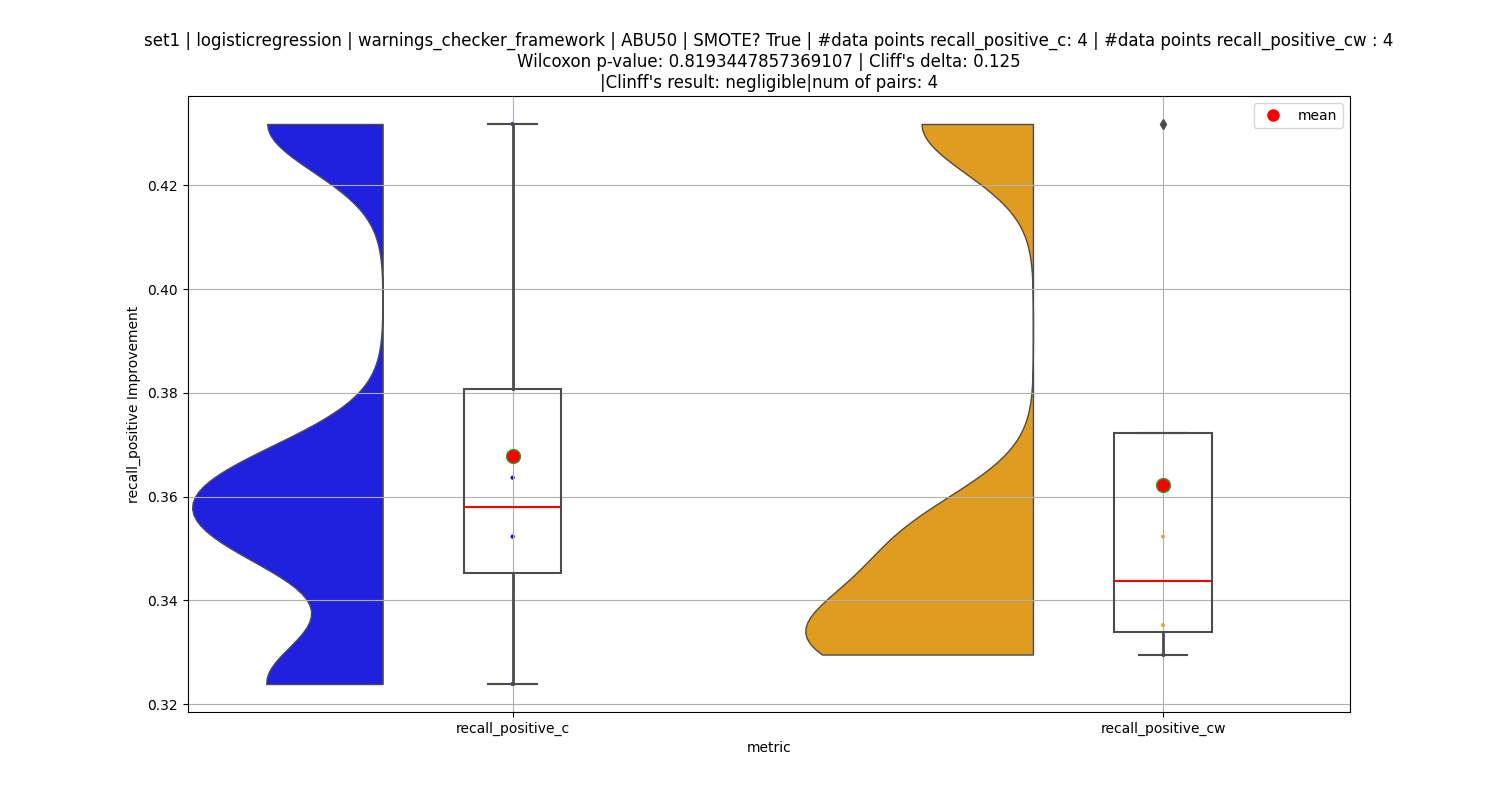 set1 | logisticregression | warnings_checker_framework | ABU50 | SMOTE? True | #data points recall_positive_c: 4 | #data points recall_positive_cw : 4
Wilcoxon p-value: 0.8193447857369107 | Cliff's delta: 0.125
|Clinff's result: negligible|num of pairs: 4
mean
recall_positive Improvement
0.42
0.40
0.38
0.36
0.34
0.32
recall_positive_c
recall_positive_cw
metric